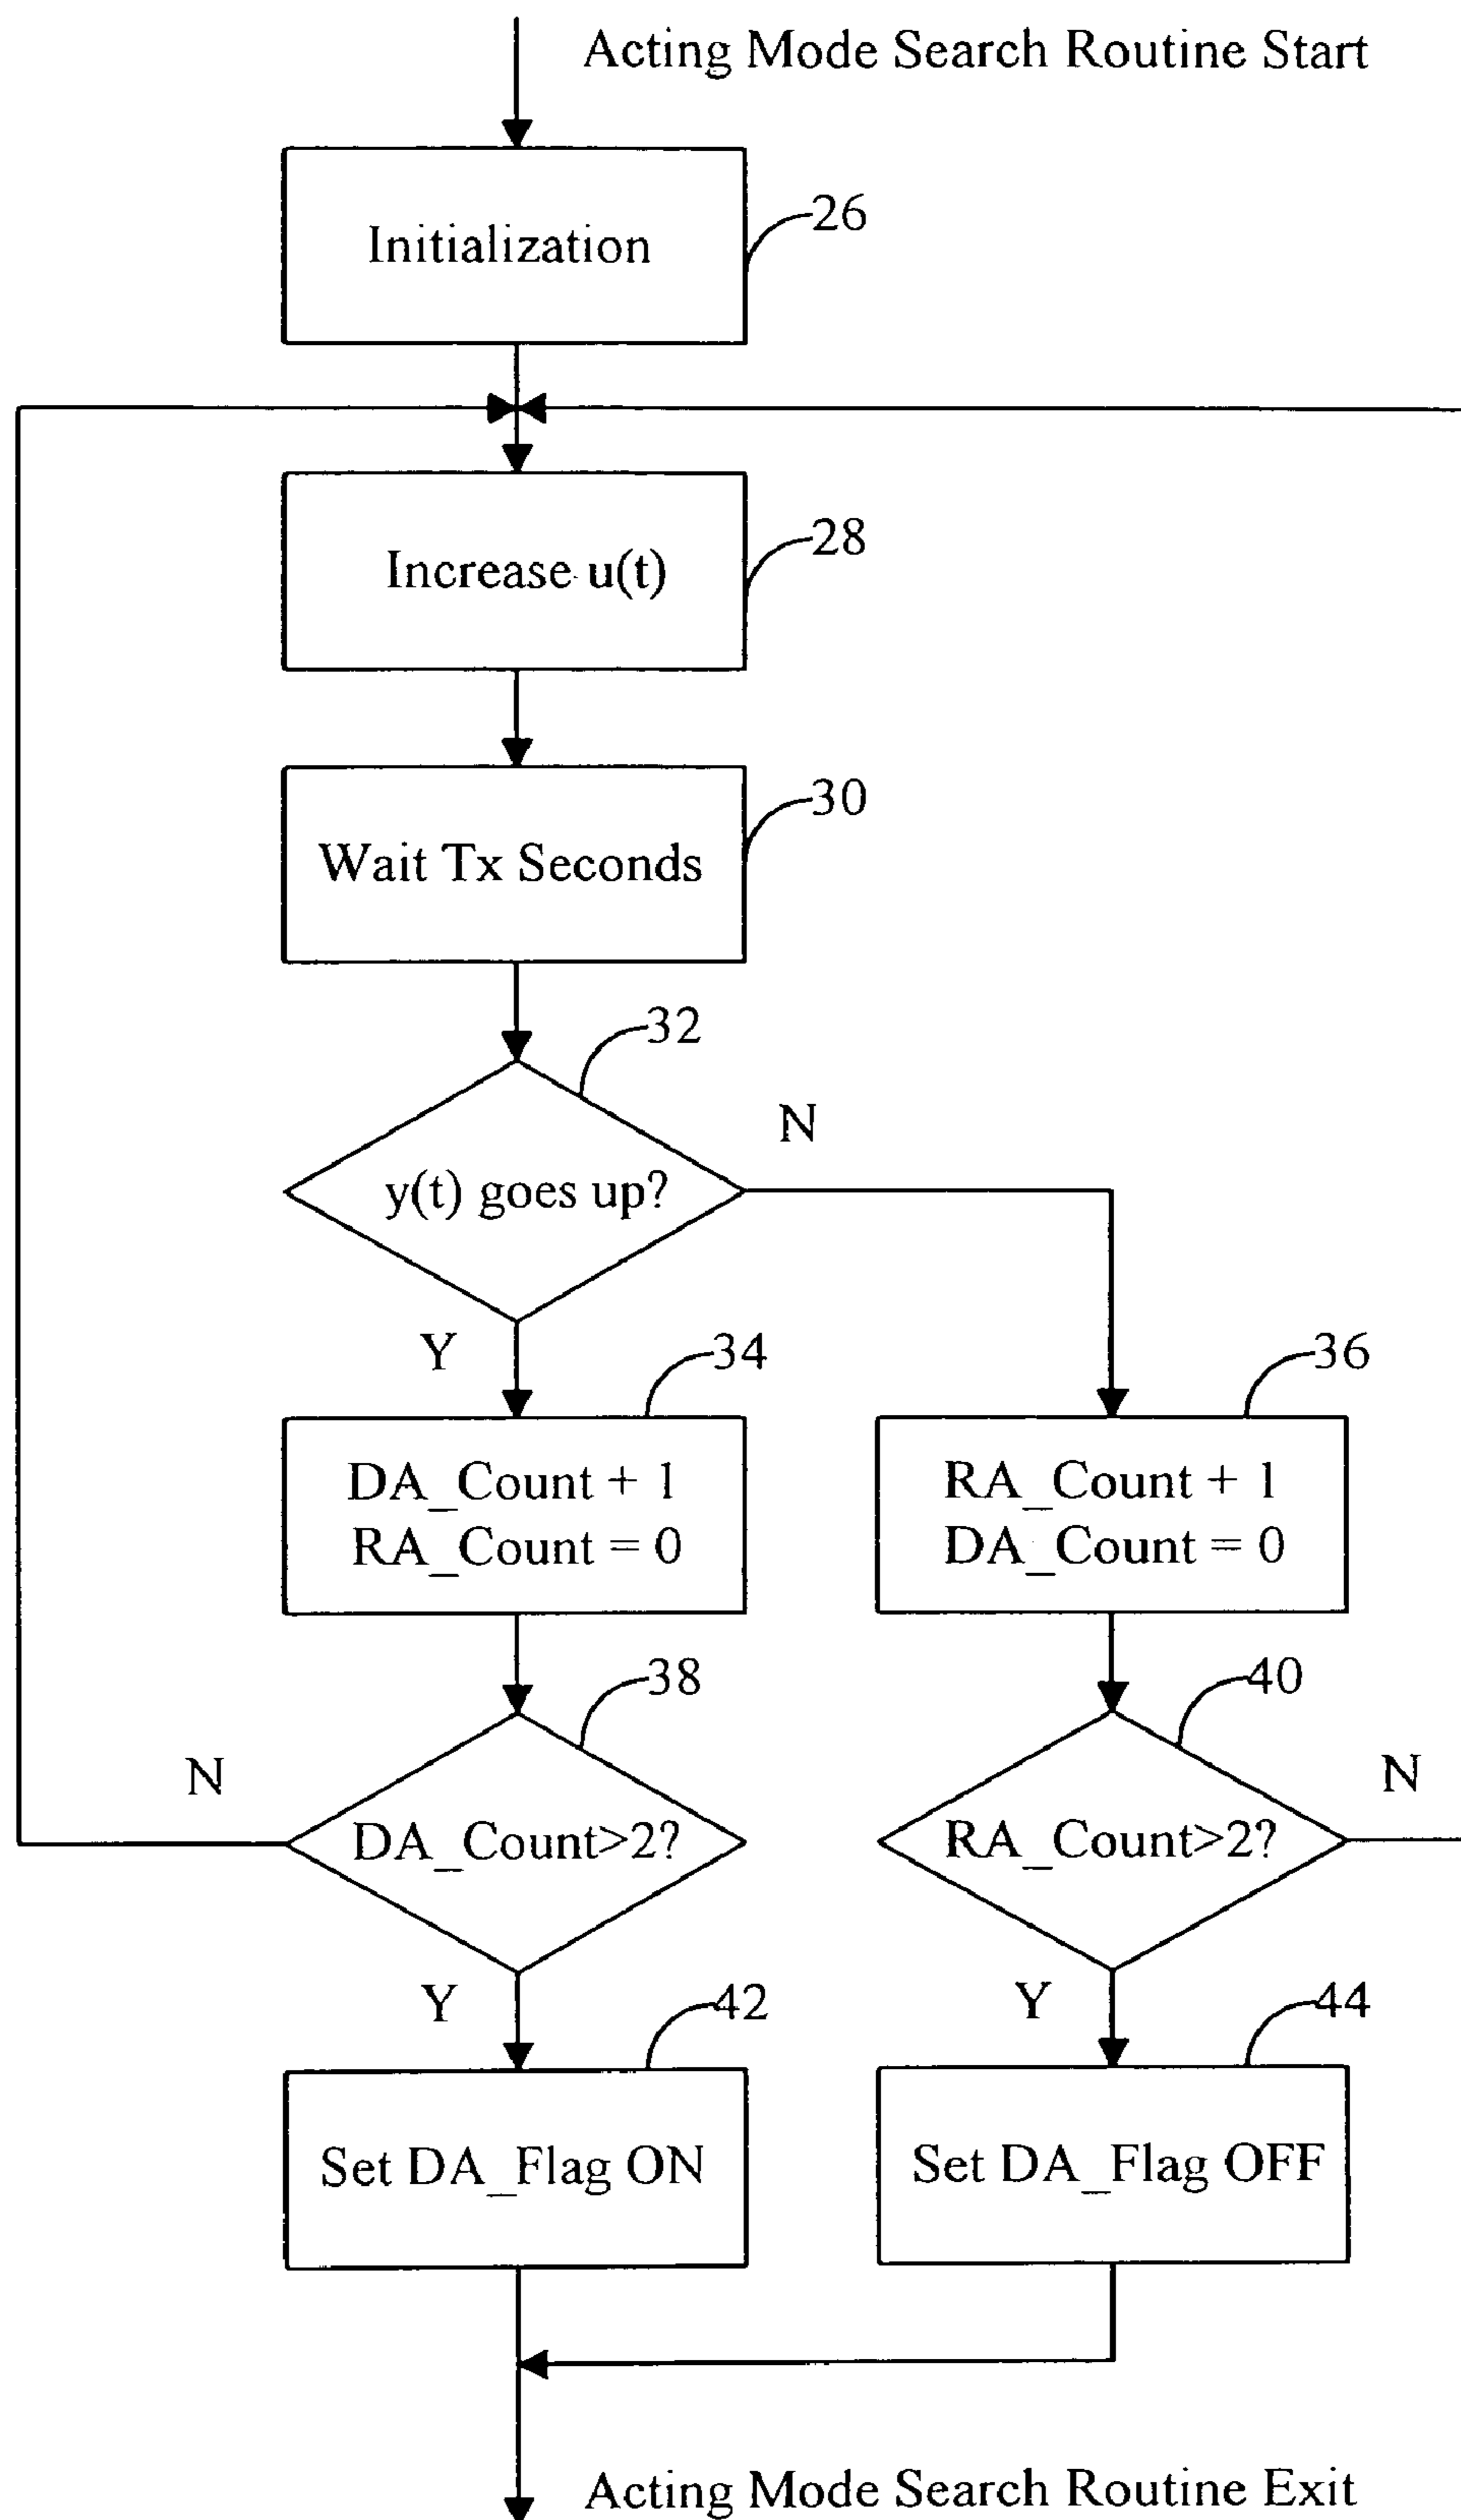 Acting Mode Search Routine Start
Initialization
26
Increase u(t)
28
Wait Tx Seconds
30
32
y(t) goes up?
N
Y
34
36
DA_Count + 1
RA_Count = 0
RA_Count + 1
DA_Count = 0
38
40
N
DA_Count>2?
RA_Count>2?
N
Y
42
Y
44
Set DA_Flag ON
Set DA_Flag OFF
Acting Mode Search Routine Exit